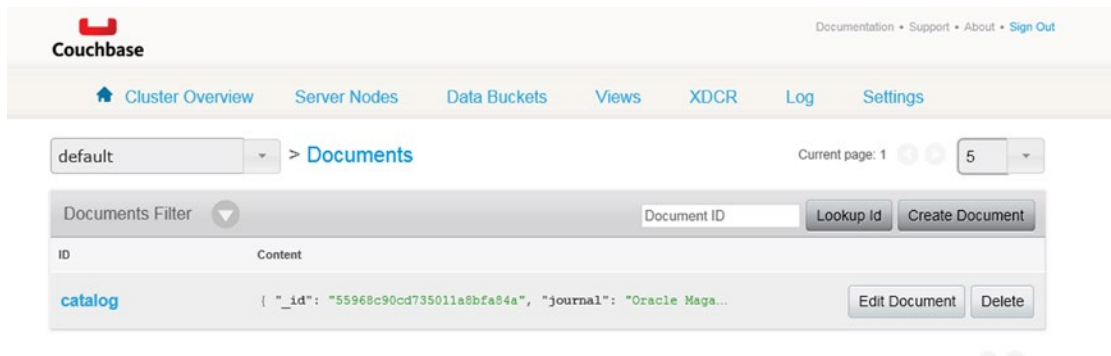 Documentation • Support • About • Sign Out
Couchbase
Cluster Overview Server Nodes Data Buckets Views XDCR Log Settings
default > Documents Current page: 1 5
Documents Filter Document ID Lookup Id Create Document
ID Content
catalog { "_id": "55968c90cd735011a8bfa84a", "journal": "Oracle Maga... Edit Document Delete